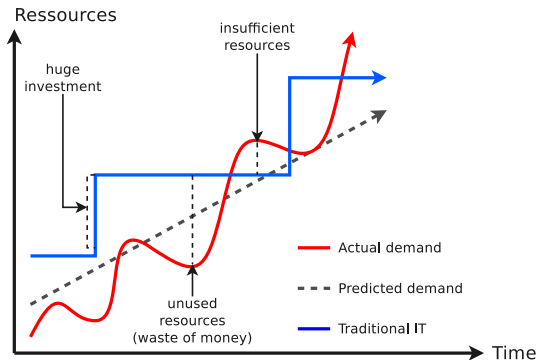 Ressources
insufficient
resources
huge
investment
Actual demand
Predicted demand
unused
resources
(waste of money)
Traditional IT
Time